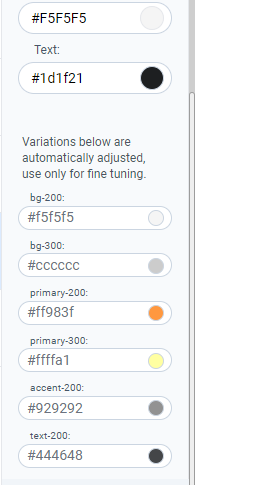 #F5F5F5
Text:
#1d1f21
Variations below are
automatically adjusted,
use only for fine tuning.
bg-200:
#f5f5f5
bg-300:
#cccccc
primary-200:
#ff983f
primary-300:
#ffffa1
accent-200:
#929292
text-200:
#444648